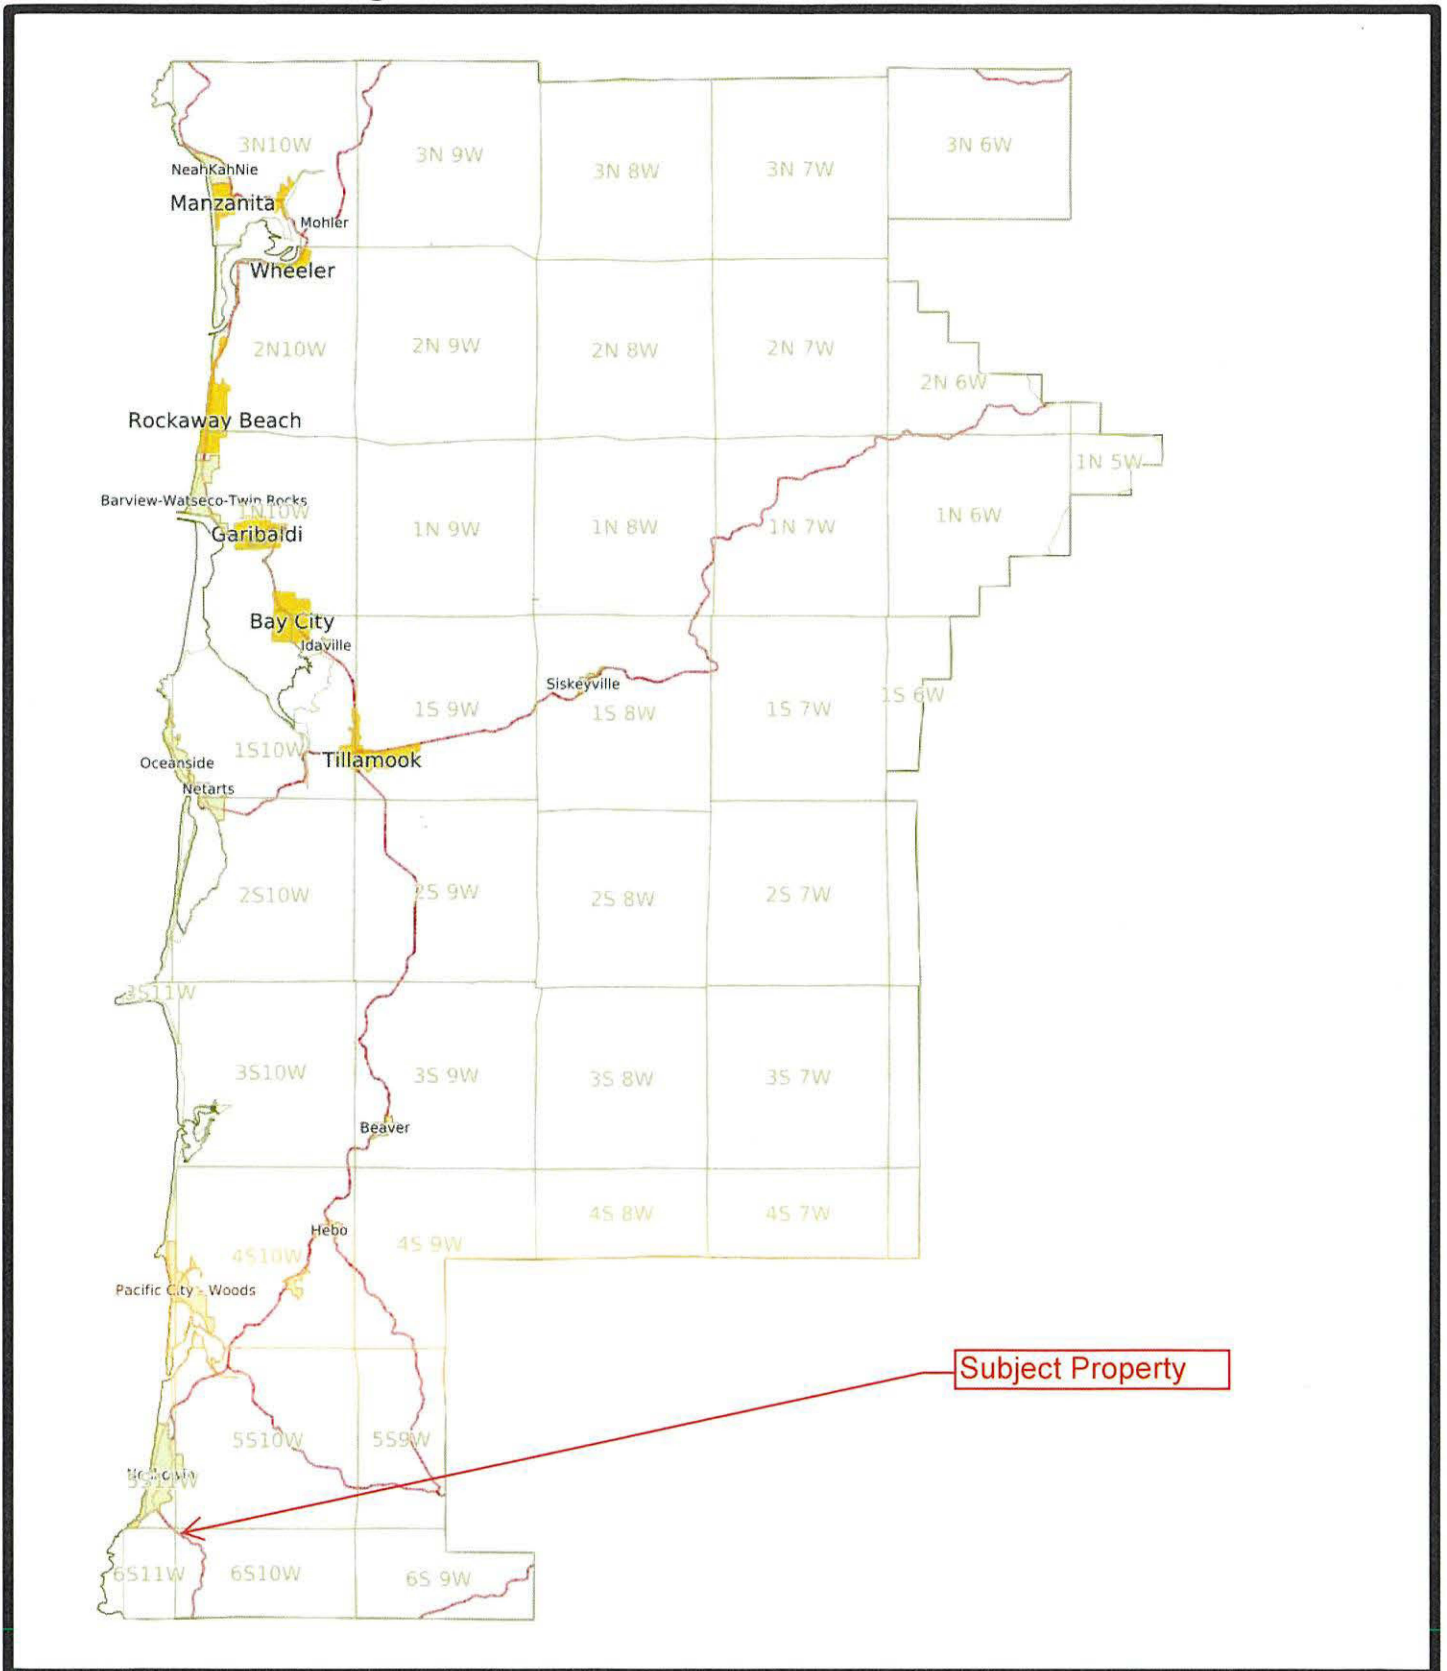 3N10W
3N 9W
3N 8W
3N 7W
3N 6W
NeahKahNie
Manzanita
Mohler
Wheeler
2N10W
2N 9W
2N 8W
2N 7W
2N 6W
Rockaway Beach
1N 5W
Barview-Watseco-Twin Rocks
1N10W
1N 9W
1N 8W
1N 7W
1N 6W
Garibaldi
Bay City
Idaville
Siskeyville
1S 9W
1S 8W
1S 7W
1S 6W
1S10W
Oceanside
Tillamook
Netarts
2S10W
2S 9W
2S 8W
2S 7W
3S11W
3S10W
3S 9W
3S 8W
3S 7W
Beaver
4S 8W
4S 7W
Hebo
4S10W
4S 9W
Pacific City - Woods
Subject Property
5S10W
5S9W
5S11W
6S11W
6S10W
6S 9W